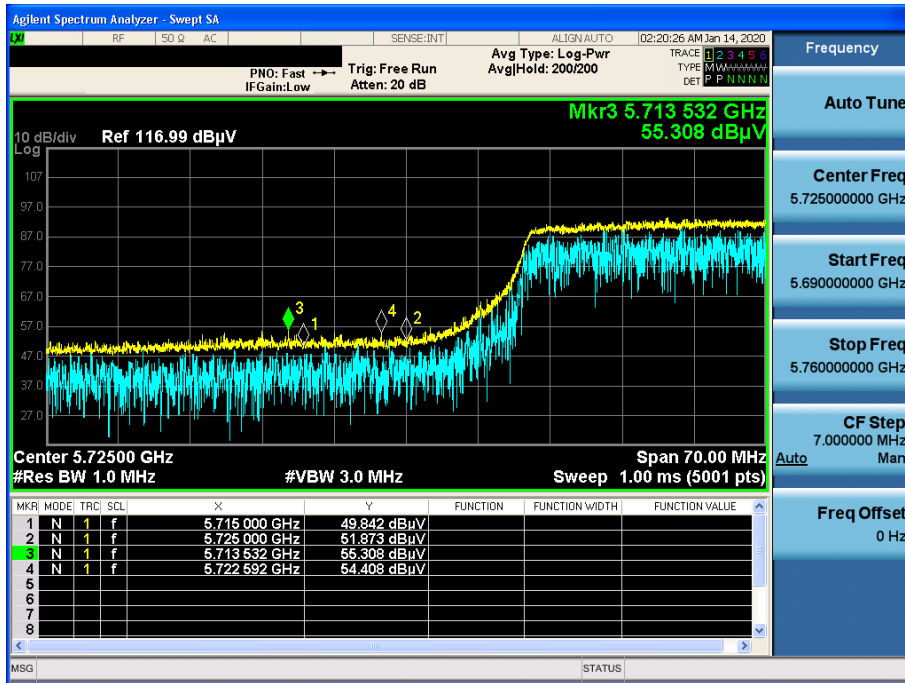 Agilent Spectrum Analyzer - Swept SA
LXI RF 50 Ω AC SENSE:INT ALIGN AUTO 02:20:26 AM Jan 14, 2020
PNO: Fast
IFGain:Low
Trig: Free Run
Atten: 20 dB
Avg Type: Log-Pwr
Avg|Hold: 200/200
TRACE 1 2 3 4 5 6
TYPE M W W W W W
DET P P N N N N
Mkr3 5.713 532 GHz
55.308 dBµV
10 dB/div Ref 116.99 dBµV
Log
107
97.0
87.0
77.0
67.0
57.0
47.0
37.0
27.0
3
1
4
2
Center 5.72500 GHz Span 70.00 MHz
#Res BW 1.0 MHz #VBW 3.0 MHz Sweep 1.00 ms (5001 pts)
MKR MODE TRC SCL X Y FUNCTION FUNCTION WIDTH FUNCTION VALUE
1 N 1 f 5.715 000 GHz 49.842 dBµV
2 N 1 f 5.725 000 GHz 51.873 dBµV
3 N 1 f 5.713 532 GHz 55.308 dBµV
4 N 1 f 5.722 592 GHz 54.408 dBµV
5
6
7
8
MSG STATUS
Frequency
Auto Tune
Center Freq
5.725000000 GHz
Start Freq
5.690000000 GHz
Stop Freq
5.760000000 GHz
CF Step
7.000000 MHz
Auto Man
Freq Offset
0 Hz